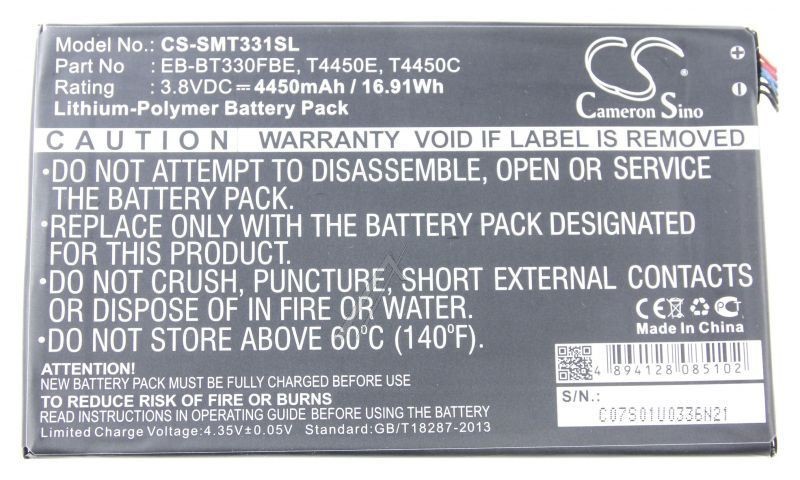 Model No.: CS-SMT331SL
Part No : EB-BT330FBE, T4450E, T4450C
Rating : 3.8VDC⎓4450mAh / 16.91Wh
Lithium-Polymer Battery Pack
CS
Cameron Sino
CAUTION
WARRANTY VOID IF LABEL IS REMOVED
·DO NOT ATTEMPT TO DISASSEMBLE, OPEN OR SERVICE
THE BATTERY PACK.
·REPLACE ONLY WITH THE BATTERY PACK DESIGNATED
FOR THIS PRODUCT.
·DO NOT CRUSH, PUNCTURE, SHORT EXTERNAL CONTACTS
OR DISPOSE OF IN FIRE OR WATER.
·DO NOT STORE ABOVE 60°C (140°F).
CE EAC PCT
Made In China
ATTENTION!
NEW BATTERY PACK MUST BE FULLY CHARGED BEFORE USE.
TO REDUCE RISK OF FIRE OR BURNS
READ INSTRUCTIONS IN OPERATING GUIDE BEFORE USING
Limited Charge Voltage: 4.35V±0.05V Standard:GB/T18287-2013
4 894128 085102
S/N.:
C07S01U0336N21